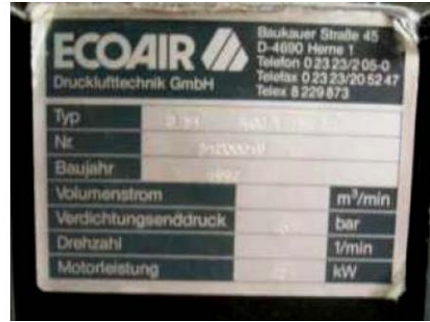 ECOAIR
Drucklufttechnik GmbH
Baukauer Straße 45
D-4690 Herne 1
Telefon 0 23 23/2 05-0
Telefax 0 23 23/20 52 47
Telex 8 229 873
Typ
Nr.
Baujahr
Volumenstrom m³/min
Verdichtungsenddruck bar
Drehzahl 1/min
Motorleistung kW